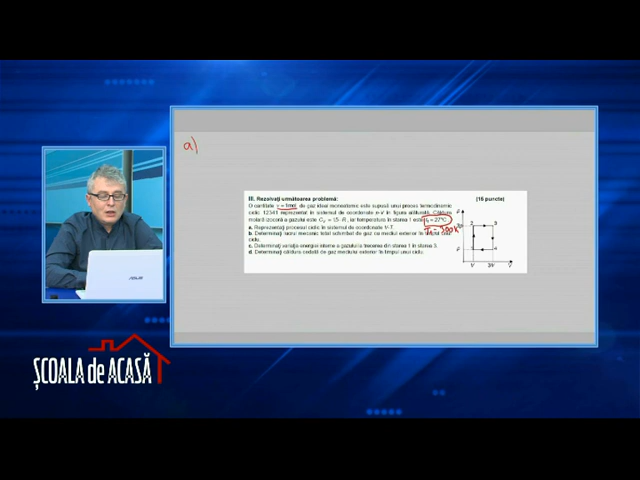 a)
III. Rezolvați următoarea problemă: (15 puncte)
O cantitate ν = 1mol de gaz ideal monoatomic este supusă unui proces termodinamic
ciclic 12341 reprezentat în sistemul de coordonate p-V în figura alăturată. Căldura
molară izocoră a gazului este Cv = 1,5·R, iar temperatura în starea 1 este t₁ = 27°C
T₁ = 300K
a. Reprezentați procesul ciclic în sistemul de coordonate V-T.
b. Determinați lucrul mecanic total schimbat de gaz cu mediul exterior în timpul unui
ciclu.
c. Determinați variația energiei interne a gazului la trecerea din starea 1 în starea 3.
d. Determinați căldura cedată de gaz mediului exterior în timpul unui ciclu.
p
2 3
p 1 4
V 3V V
ASUS
ȘCOALA de ACASĂ